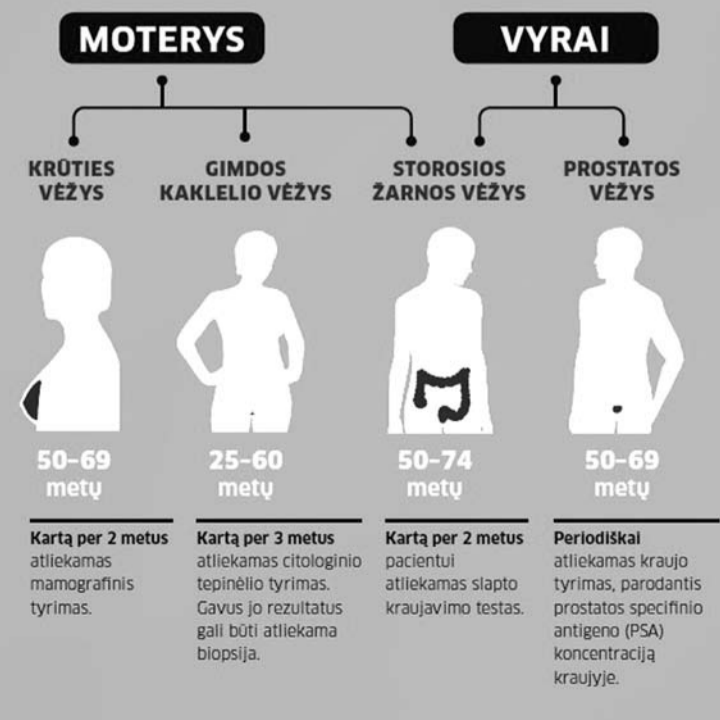 MOTERYS
VYRAI
KRŪTIES
VĖŽYS
GIMDOS
KAKLELIO VĖŽYS
STOROSIOS
ŽARNOS VĖŽYS
PROSTATOS
VĖŽYS
50–69
metų
25–60
metų
50–74
metų
50–69
metų
Kartą per 2 metus
atliekamas
mamografinis
tyrimas.
Kartą per 3 metus
atliekamas citologinio
tepinėlio tyrimas.
Gavus jo rezultatus
gali būti atliekama
biopsija.
Kartą per 2 metus
pacientui
atliekamas slapto
kraujavimo testas.
Periodiškai
atliekamas kraujo
tyrimas, parodantis
prostatos specifinio
antigeno (PSA)
koncentraciją
kraujyje.